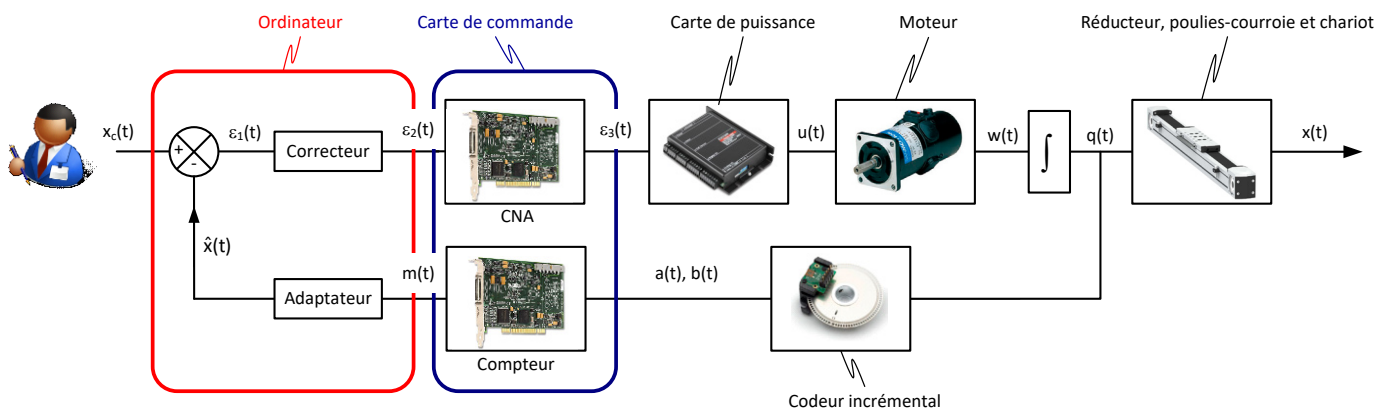 Ordinateur
Carte de commande
Carte de puissance
Moteur
Réducteur, poulies-courroie et chariot
xc(t)
+
-
ε1(t)
Correcteur
ε2(t)
CNA
ε3(t)
u(t)
w(t)
∫
q(t)
x(t)
x̂(t)
Adaptateur
m(t)
Compteur
a(t), b(t)
Codeur incrémental